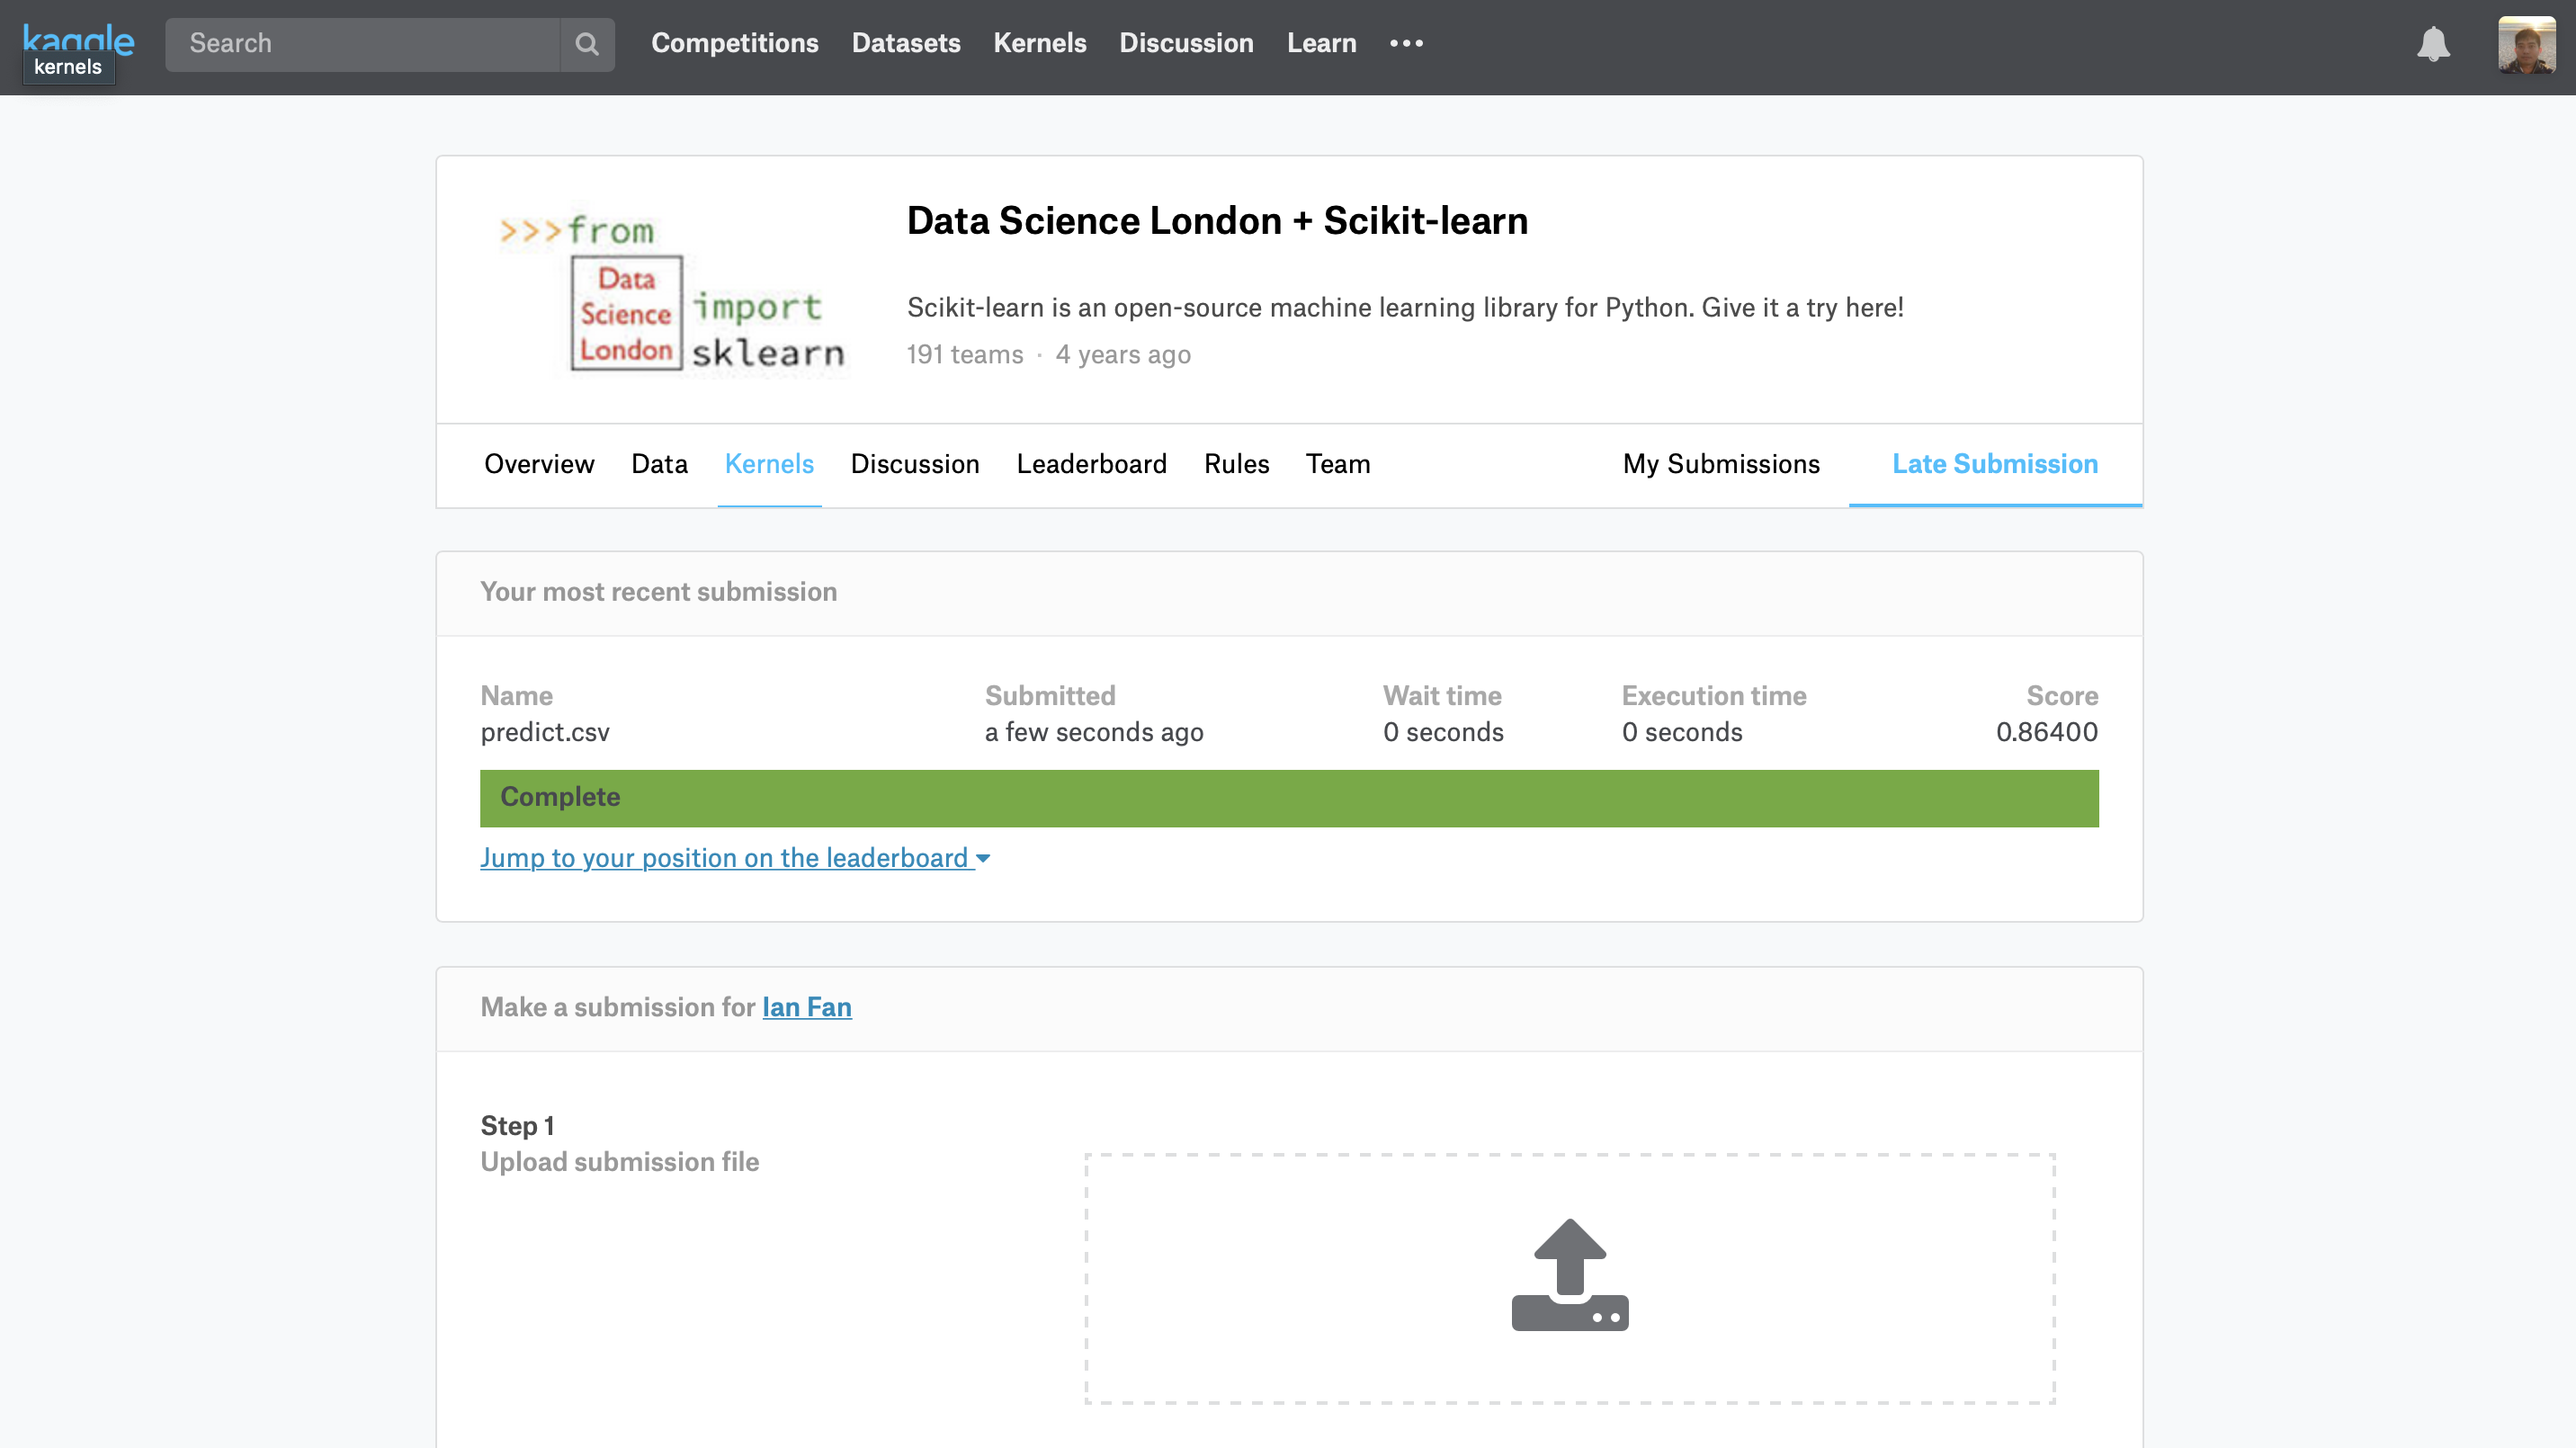 kaggle
kernels
Search
Competitions Datasets Kernels Discussion Learn
>>>from
Data
Science
London
import
sklearn
Data Science London + Scikit-learn
Scikit-learn is an open-source machine learning library for Python. Give it a try here!
191 teams · 4 years ago
Overview Data Kernels Discussion Leaderboard Rules Team My Submissions Late Submission
Your most recent submission
Name Submitted Wait time Execution time Score
predict.csv a few seconds ago 0 seconds 0 seconds 0.86400
Complete
Jump to your position on the leaderboard
Make a submission for Ian Fan
Step 1
Upload submission file